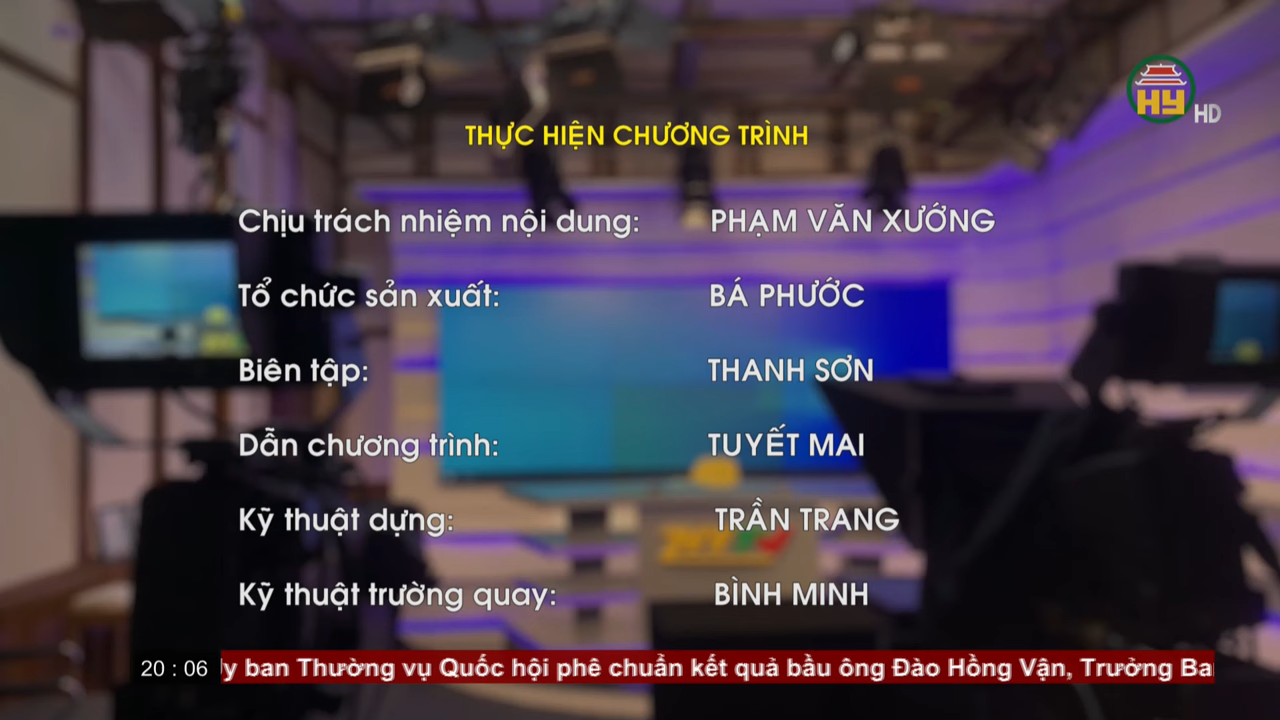 HY HD
THỰC HIỆN CHƯƠNG TRÌNH
Chịu trách nhiệm nội dung: PHẠM VĂN XƯỚNG
Tổ chức sản xuất: BÁ PHƯỚC
Biên tập: THANH SƠN
Dẫn chương trình: TUYẾT MAI
Kỹ thuật dựng: TRẦN TRANG
Kỹ thuật trường quay: BÌNH MINH
20 : 06 ban Thường vụ Quốc hội phê chuẩn kết quả bầu ông Đào Hồng Vận, Trưởng